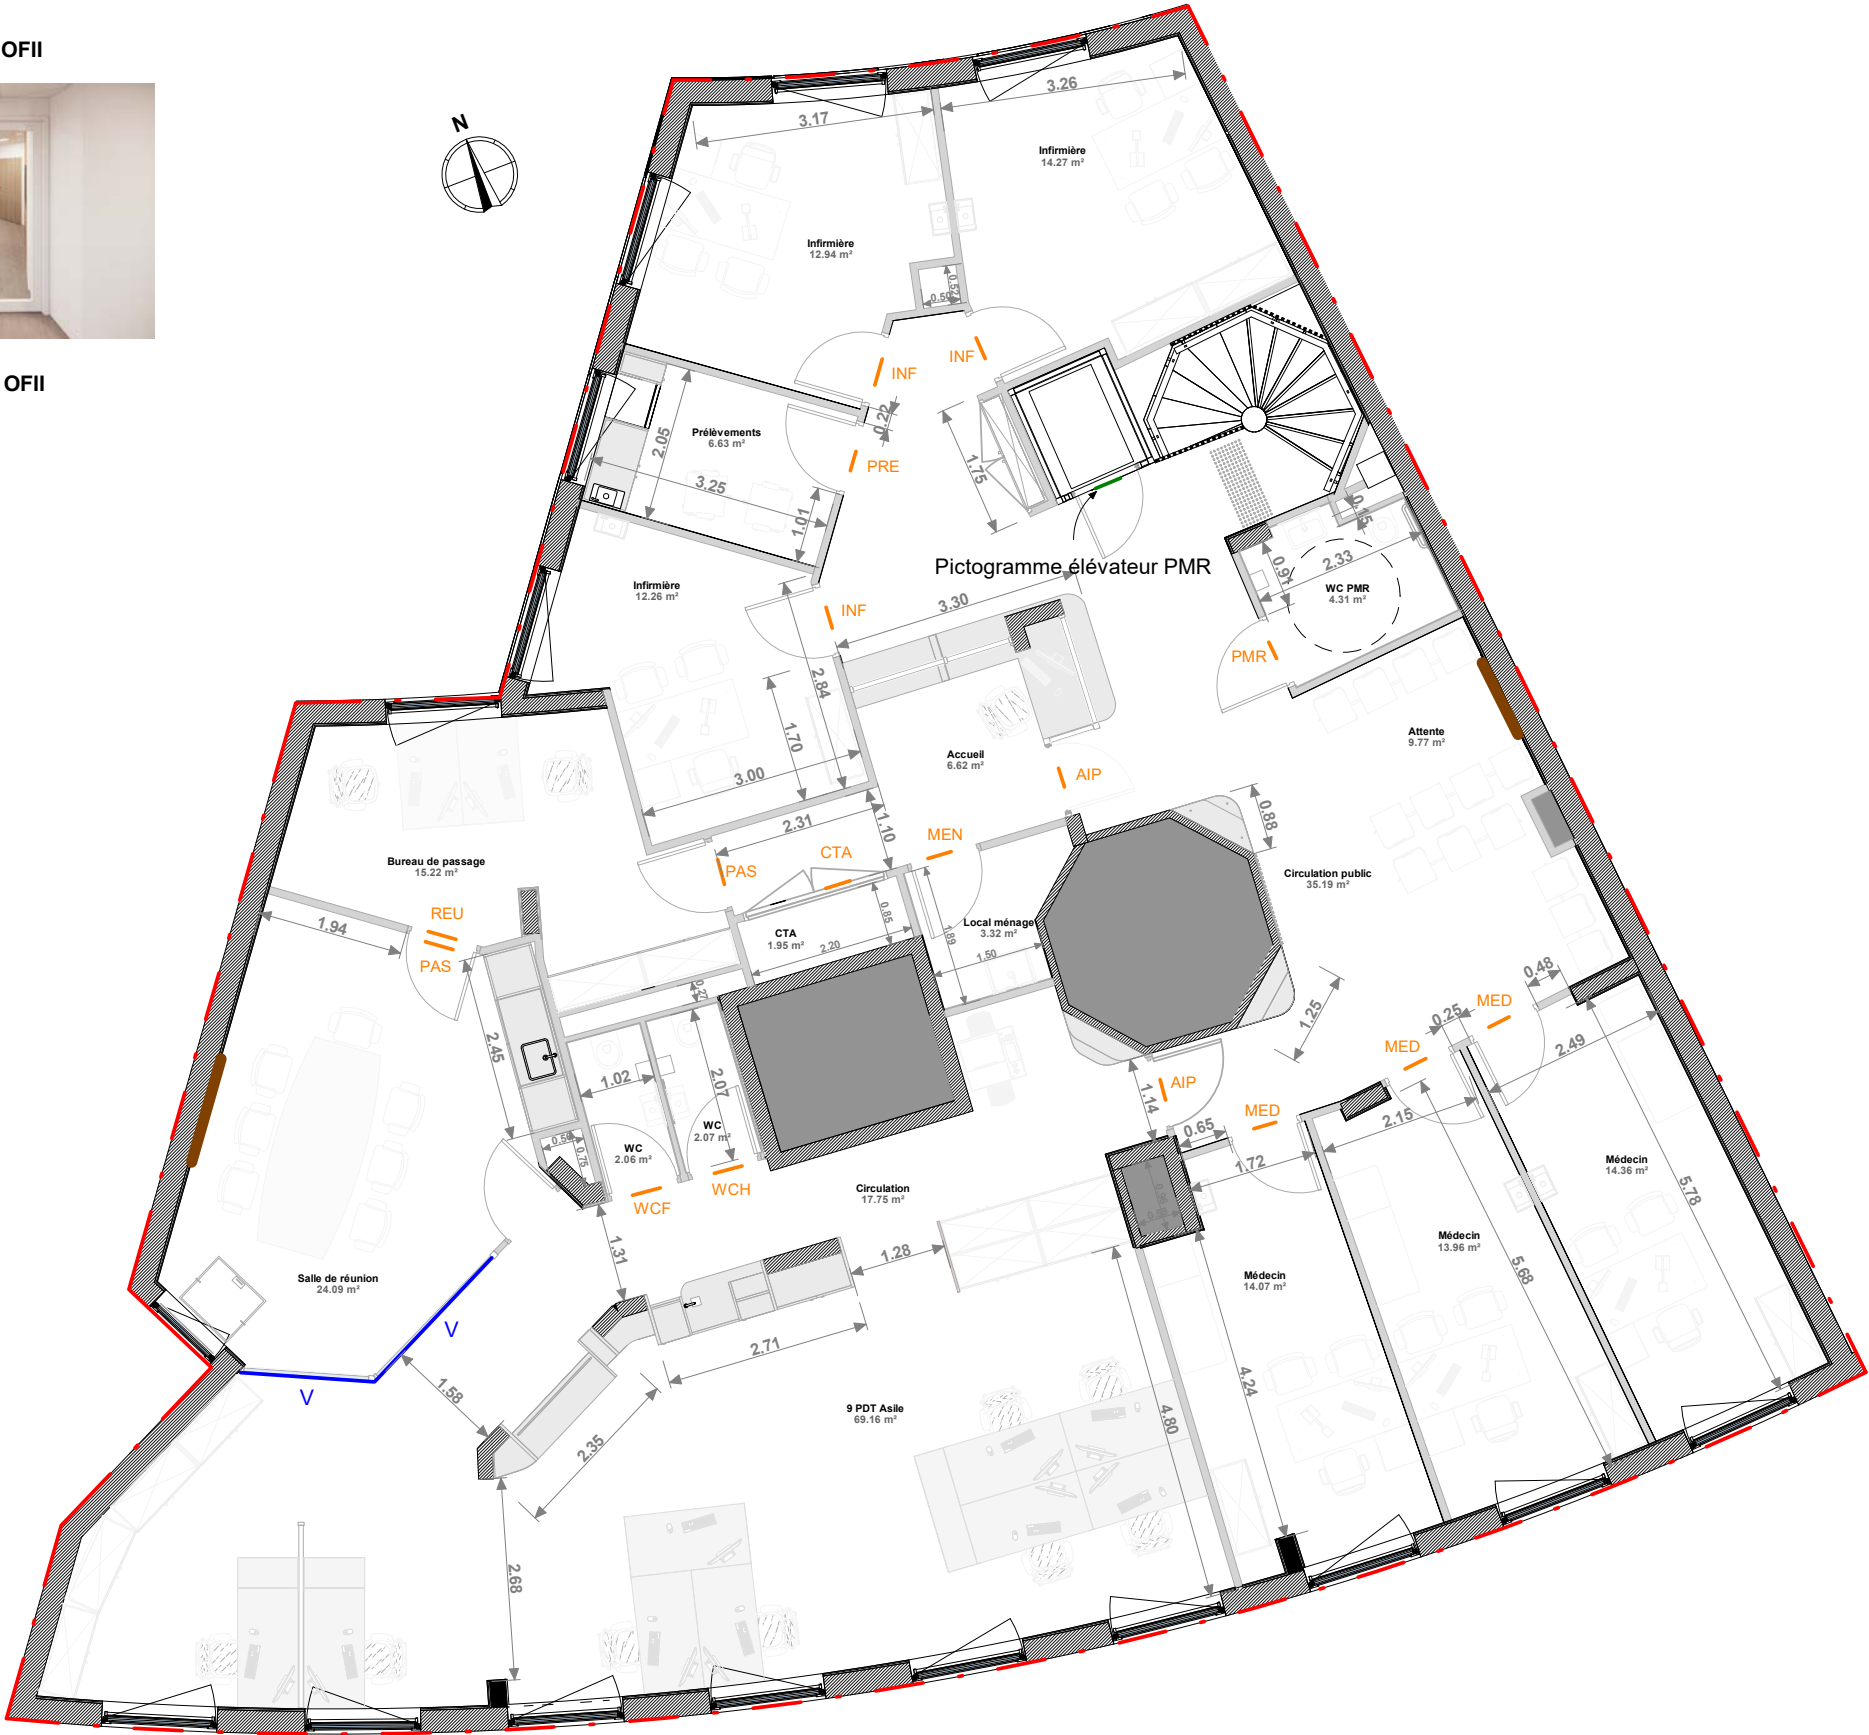 OFII
OFII
N
3.17
3.26
Infirmière
14.27 m²
Infirmière
12.94 m²
0.52
0.50
INF
INF
0.22
Prélèvements
6.63 m²
2.05
3.25
1.01
PRE
1.75
0.15
Pictogramme élévateur PMR
2.33
0.91
WC PMR
4.31 m²
PMR
Infirmière
12.26 m²
INF
3.30
2.84
1.70
3.00
Accueil
6.62 m²
AIP
Attente
9.77 m²
0.88
2.31
1.10
MEN
CTA
PAS
Bureau de passage
15.22 m²
Circulation public
35.19 m²
1.94
REU
PAS
CTA
1.95 m²
0.85
2.20
1.89
Local ménage
3.32 m²
1.50
0.48
MED
0.25
MED
2.49
1.25
2.45
0.27
1.02
2.07
WC
2.07 m²
WC
2.06 m²
0.50
0.75
WCF
WCH
1.14
AIP
MED
0.65
1.72
2.15
Médecin
14.36 m²
5.78
Circulation
17.75 m²
1.31
1.28
Médecin
13.96 m²
5.68
Médecin
14.07 m²
Salle de réunion
24.09 m²
V
V
2.71
1.58
2.35
4.24
4.80
9 PDT Asile
69.16 m²
2.68